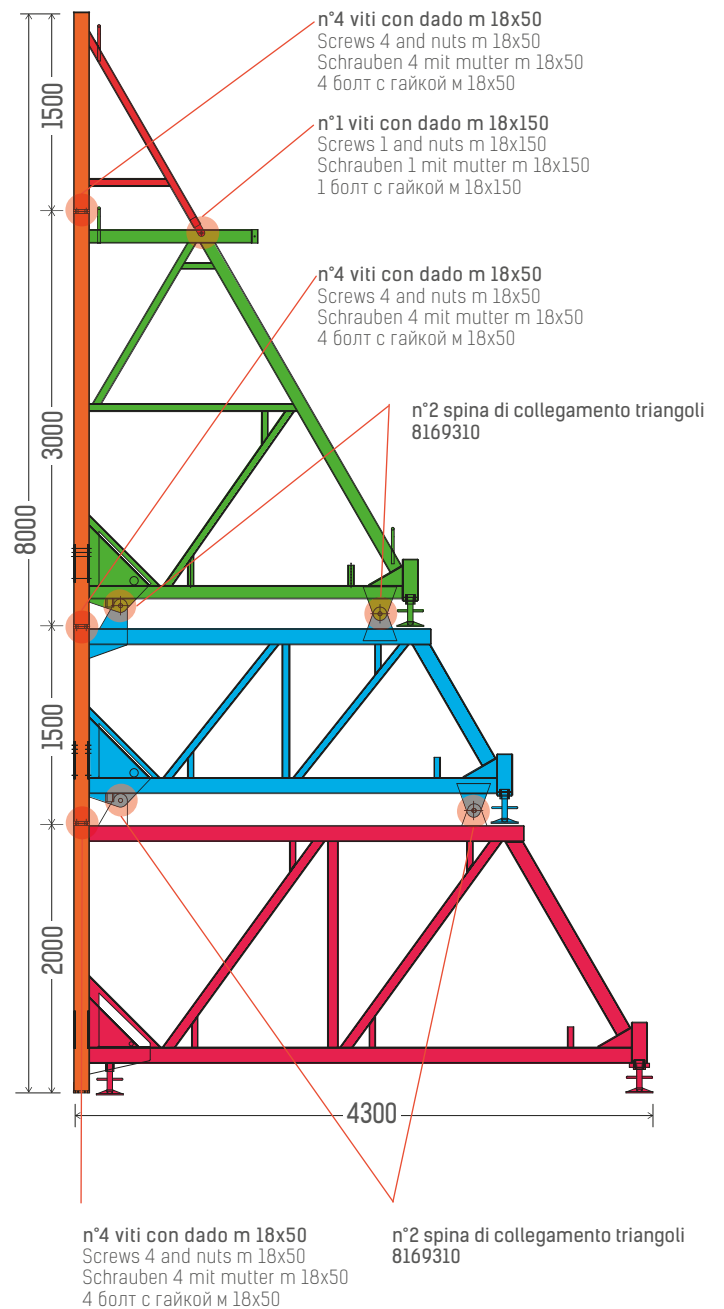 n°4 viti con dado m 18x50
Screws 4 and nuts m 18x50
Schrauben 4 mit mutter m 18x50
4 болт с гайкой м 18x50
n°1 viti con dado m 18x150
Screws 1 and nuts m 18x150
Schrauben 1 mit mutter m 18x150
1 болт с гайкой м 18x150
n°4 viti con dado m 18x50
Screws 4 and nuts m 18x50
Schrauben 4 mit mutter m 18x50
4 болт с гайкой м 18x50
n°2 spina di collegamento triangoli
8169310
1500
3000
8000
1500
2000
4300
n°4 viti con dado m 18x50
Screws 4 and nuts m 18x50
Schrauben 4 mit mutter m 18x50
4 болт с гайкой м 18x50
n°2 spina di collegamento triangoli
8169310